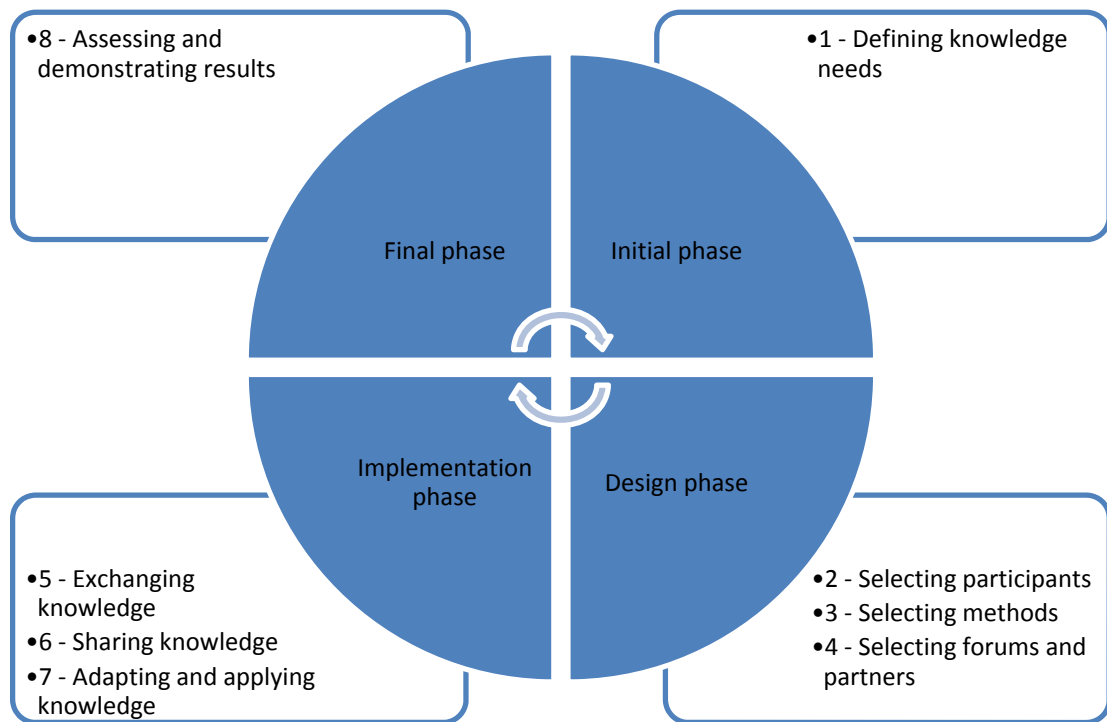 •8 - Assessing and
demonstrating results
•1 - Defining knowledge
needs
Final phase
Initial phase
Implementation
phase
Design phase
•5 - Exchanging
knowledge
•6 - Sharing knowledge
•7 - Adapting and applying
knowledge
•2 - Selecting participants
•3 - Selecting methods
•4 - Selecting forums and
partners